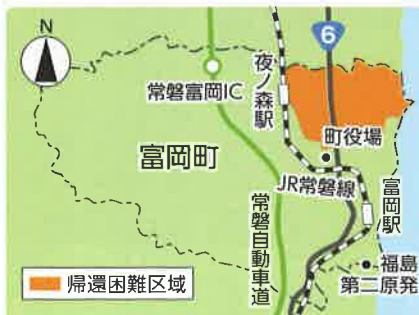 N
6
常磐富岡IC
夜ノ森駅
町役場
富岡町
JR常磐線
富岡駅
常磐自動車道
福島
第二原発
帰還困難区域